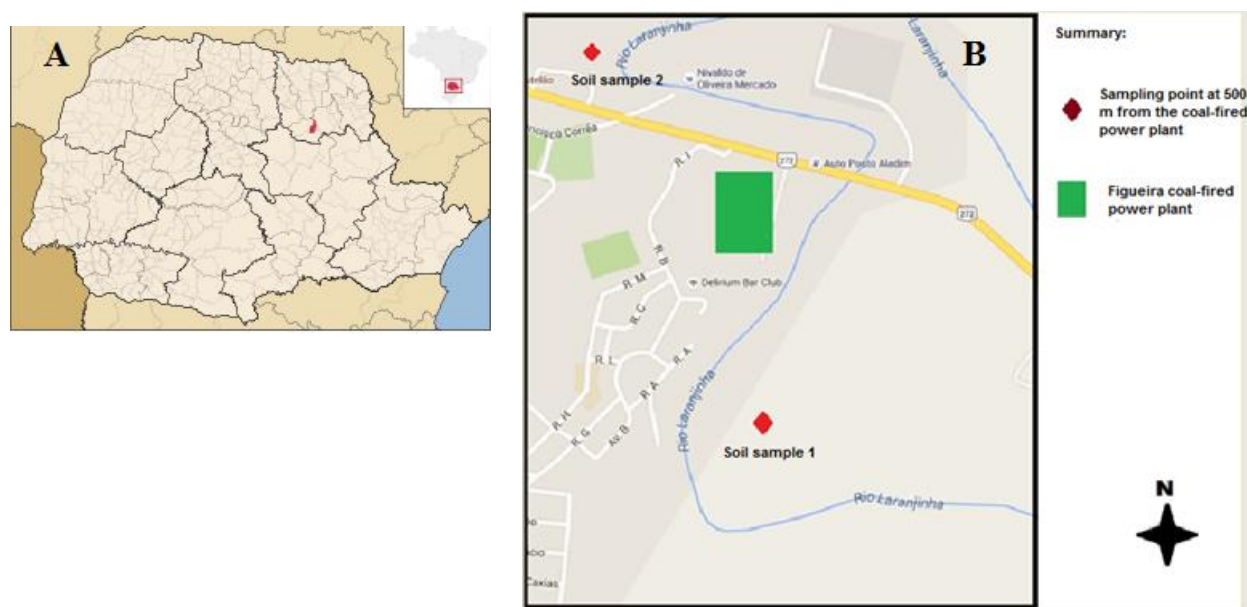 A
B
Rio Laranjinha
Rio Laranjinha
Soil sample 2
Nivaldo de
Oliveira Mercado
R. I
272
Auto Posto Aladim
272
R. B
R. M
Delirium Bar Club
R. C
R. L
R. A
R. A
R. H
R. G
Av. B
Rio Laranjinha
Soil sample 1
Rio Laranjinha
Caxias
Summary:
Sampling point at 500
m from the coal-fired
power plant
Figueira coal-fired
power plant
N